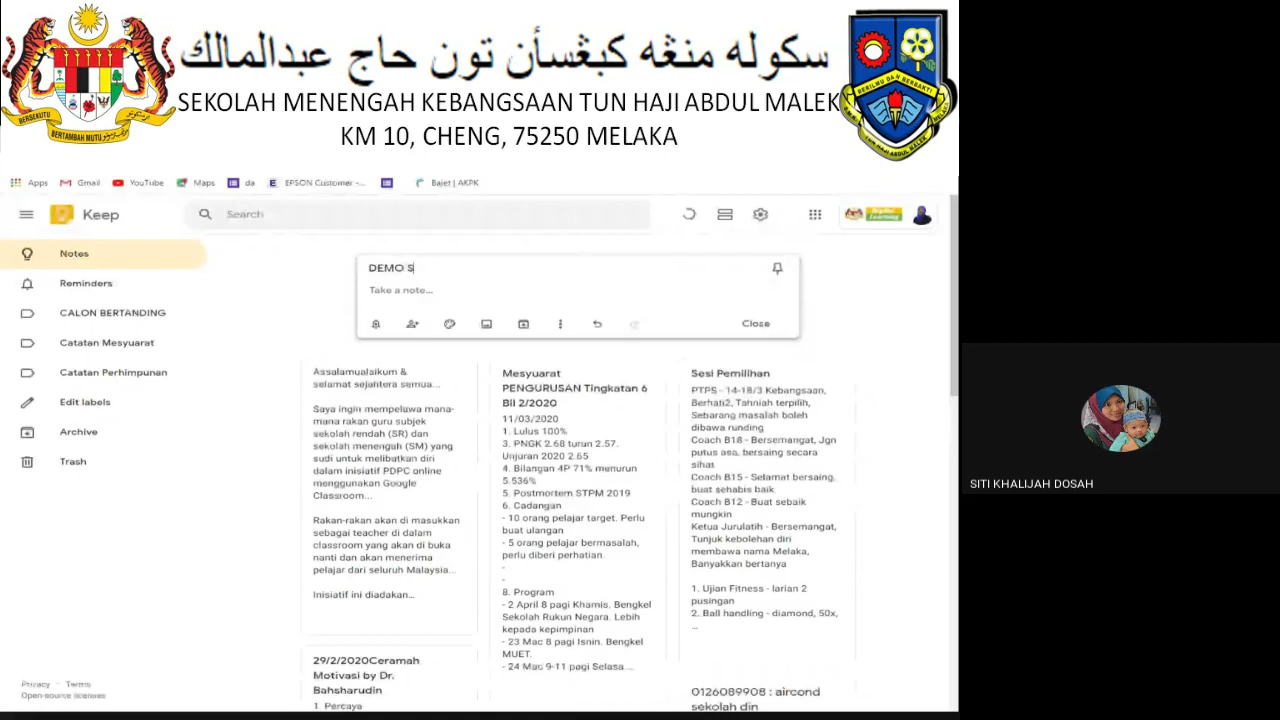 سكوله منڠه كبڠسأن تون حاج عبدالمالك
SEKOLAH MENENGAH KEBANGSAAN TUN HAJI ABDUL MALEK
KM 10, CHENG, 75250 MELAKA
BERSEKUTU
BERTAMBAH MUTU
BERILMU DAN BERBAKTI
TUN HAJI ABDUL MALEK
Apps
Gmail
YouTube
Maps
da
EPSON Customer -...
Bajet | AKPK
Keep
Search
Notes
Reminders
CALON BERTANDING
Catatan Mesyuarat
Catatan Perhimpunan
Edit labels
Archive
Trash
DEMO S
Take a note...
Close
Assalamualaikum &
selamat sejahtera semua...
Saya ingin mempelawa mana-
mana rakan guru subjek
sekolah rendah (SR) dan
sekolah menengah (SM) yang
sudi untuk melibatkan diri
dalam inisiatif PDPC online
menggunakan Google
Classroom...
Rakan-rakan akan di masukkan
sebagai teacher di dalam
classroom yang akan di buka
nanti dan akan menerima
pelajar dari seluruh Malaysia...
Inisiatif ini diadakan...
29/2/2020Ceramah
Motivasi by Dr.
Bahsharudin
1. Percaya
Mesyuarat
PENGURUSAN Tingkatan 6
Bil 2/2020
11/03/2020
1. Lulus 100%
3. PNGK 2.68 turun 2.57.
Unjuran 2020 2.65
4. Bilangan 4P 71% menurun
5.536%
5. Postmortem STPM 2019
6. Cadangan
- 10 orang pelajar target. Perlu
buat ulangan
- 5 orang pelajar bermasalah,
perlu diberi perhatian
-
-
8. Program
- 2 April 8 pagi Khamis. Bengkel
Sekolah Rukun Negara. Lebih
kepada kepimpinan
- 23 Mac 8 pagi Isnin. Bengkel
MUET.
- 24 Mac 9-11 pagi Selasa...
Sesi Pemilihan
PTPS - 14-18/3 Kebangsaan,
Berhati2, Tahniah terpilih,
Sebarang masalah boleh
dibawa runding
Coach B18 - Bersemangat, Jgn
putus asa, bersaing secara
sihat
Coach B15 - Selamat bersaing,
buat sehabis baik
Coach B12 - Buat sebaik
mungkin
Ketua Jurulatih - Bersemangat,
Tunjuk kebolehan diri
membawa nama Melaka,
Banyakkan bertanya
1. Ujian Fitness - larian 2
pusingan
2. Ball handling - diamond, 50x,
...
0126089908 : aircond
sekolah din
Privacy - Terms
Open-source licenses
SITI KHALIJAH DOSAH